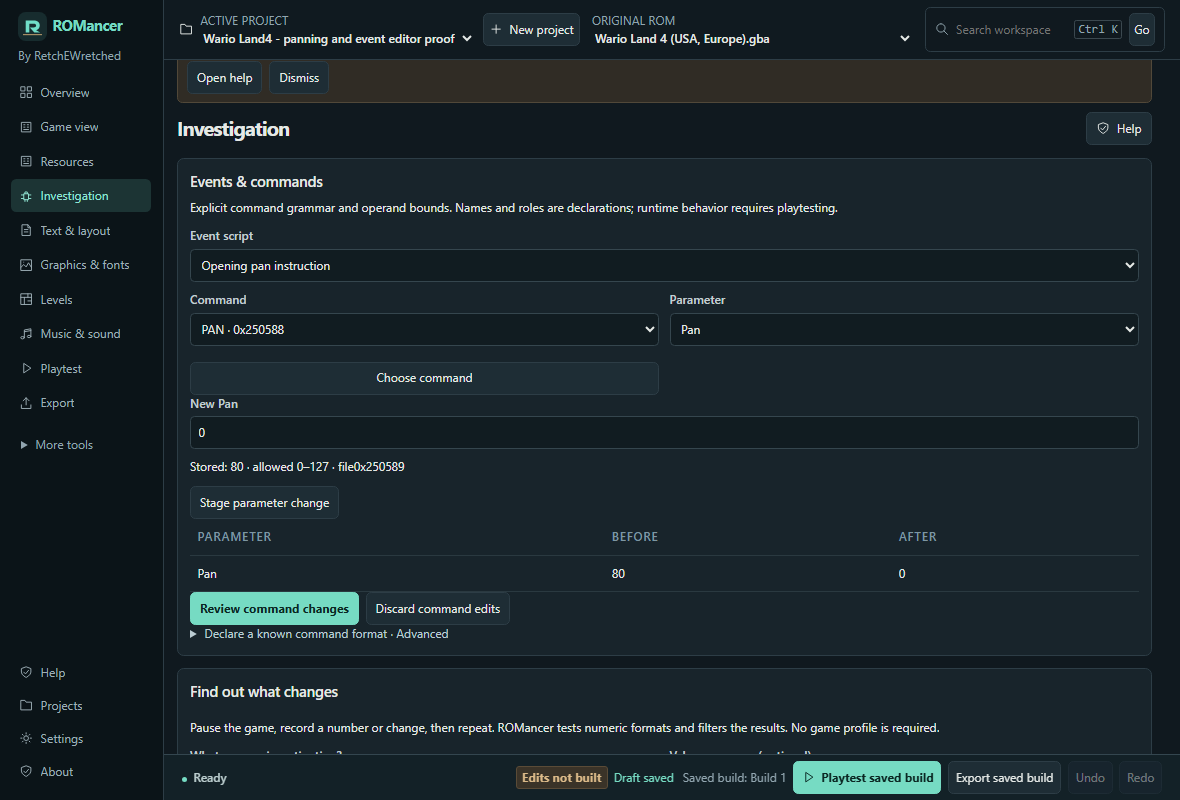 ROMancer
By RetchEWretched
Overview
Game view
Resources
Investigation
Text & layout
Graphics & fonts
Levels
Music & sound
Playtest
Export
More tools
Help
Projects
Settings
About
ACTIVE PROJECT
Wario Land4 - panning and event editor proof
New project
ORIGINAL ROM
Wario Land 4 (USA, Europe).gba
Search workspace
Ctrl K
Go
Open help
Dismiss
Investigation
Help
Events & commands
Explicit command grammar and operand bounds. Names and roles are declarations; runtime behavior requires playtesting.
Event script
Opening pan instruction
Command
Parameter
PAN · 0x250588
Pan
Choose command
New Pan
0
Stored: 80 · allowed 0–127 · file0x250589
Stage parameter change
PARAMETER BEFORE AFTER
Pan 80 0
Review command changes
Discard command edits
Declare a known command format · Advanced
Find out what changes
Pause the game, record a number or change, then repeat. ROMancer tests numeric formats and filters the results. No game profile is required.
Ready
Edits not built
Draft saved
Saved build: Build 1
Playtest saved build
Export saved build
Undo
Redo